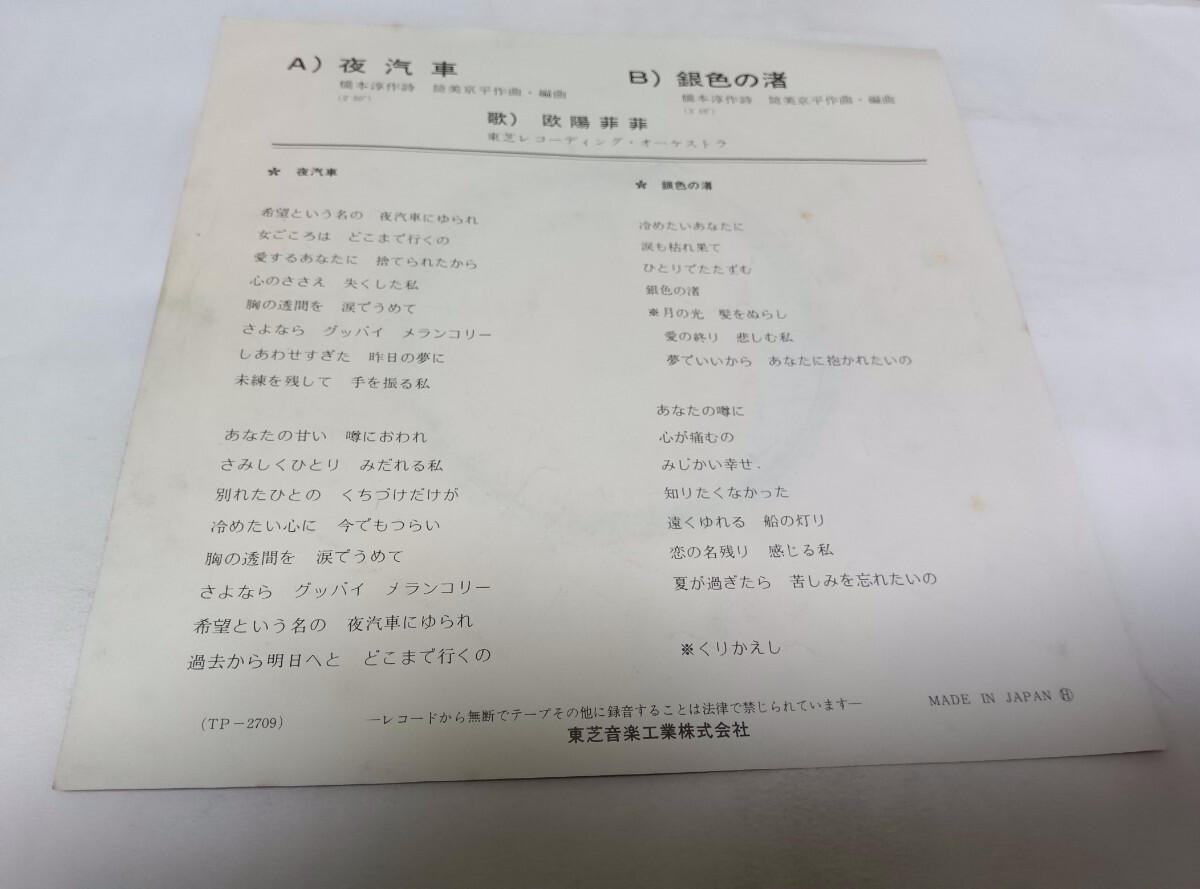 A) 夜汽車
橋本淳作詩　筒美京平作曲・編曲
B) 銀色の渚
橋本淳作詩　筒美京平作曲・編曲
歌) 欧陽菲菲
東芝レコーディング・オーケストラ
☆ 夜汽車
希望という名の　夜汽車にゆられ
女ごころは　どこまで行くの
愛するあなたに　捨てられたから
心のささえ　失くした私
胸の透間を　涙でうめて
さよなら　グッバイ　メランコリー
しあわせすぎた　昨日の夢に
未練を残して　手を振る私
あなたの甘い　噂におわれ
さみしくひとり　みだれる私
別れたひとの　くちづけだけが
冷めたい心に　今でもつらい
胸の透間を　涙でうめて
さよなら　グッバイ　メランコリー
希望という名の　夜汽車にゆられ
過去から明日へと　どこまで行くの
☆ 銀色の渚
冷めたいあなたに
涙も枯れ果て
ひとりでたたずむ
銀色の渚
※月の光　髪をぬらし
愛の終り　悲しむ私
夢でいいから　あなたに抱かれたいの
あなたの噂に
心が痛むの
みじかい幸せ．
知りたくなかった
遠くゆれる　船の灯り
恋の名残り　感じる私
夏が過ぎたら　苦しみを忘れたいの
※くりかえし
(TP-2709)
―レコードから無断でテープその他に録音することは法律で禁じられています―
MADE IN JAPAN Ⓗ
東芝音楽工業株式会社